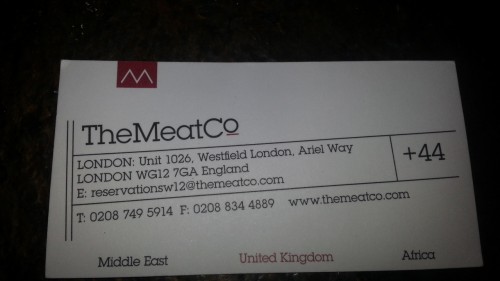 TheMeatCo
LONDON: Unit 1026, Westfield London, Ariel Way
LONDON WG12 7GA England
E: reservationsw12@themeatco.com
+44
T: 0208 749 5914 F: 0208 834 4889 www.themeatco.com
Middle East United Kingdom Africa